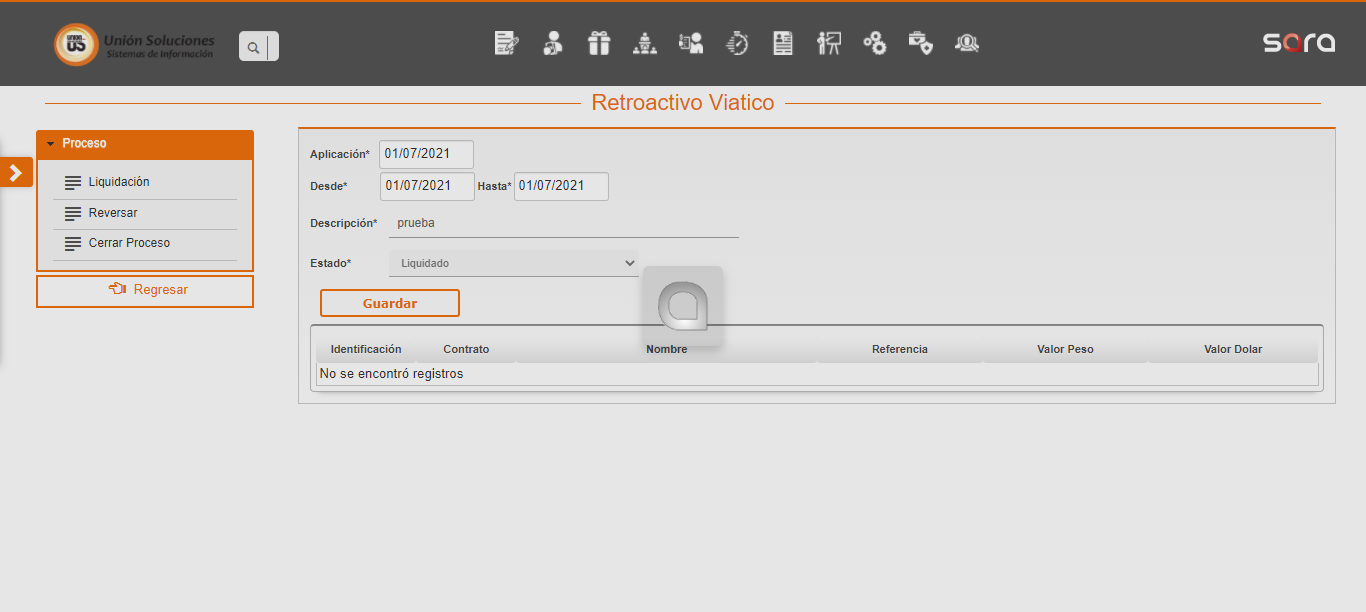 UNION
US
Unión Soluciones
Sistemas de Información
sara
Retroactivo Viatico
Proceso
Liquidación
Reversar
Cerrar Proceso
Regresar
Aplicación* 01/07/2021
Desde* 01/07/2021 Hasta* 01/07/2021
Descripción* prueba
Estado* Liquidado
Guardar
Identificación Contrato Nombre Referencia Valor Peso Valor Dolar
No se encontró registros